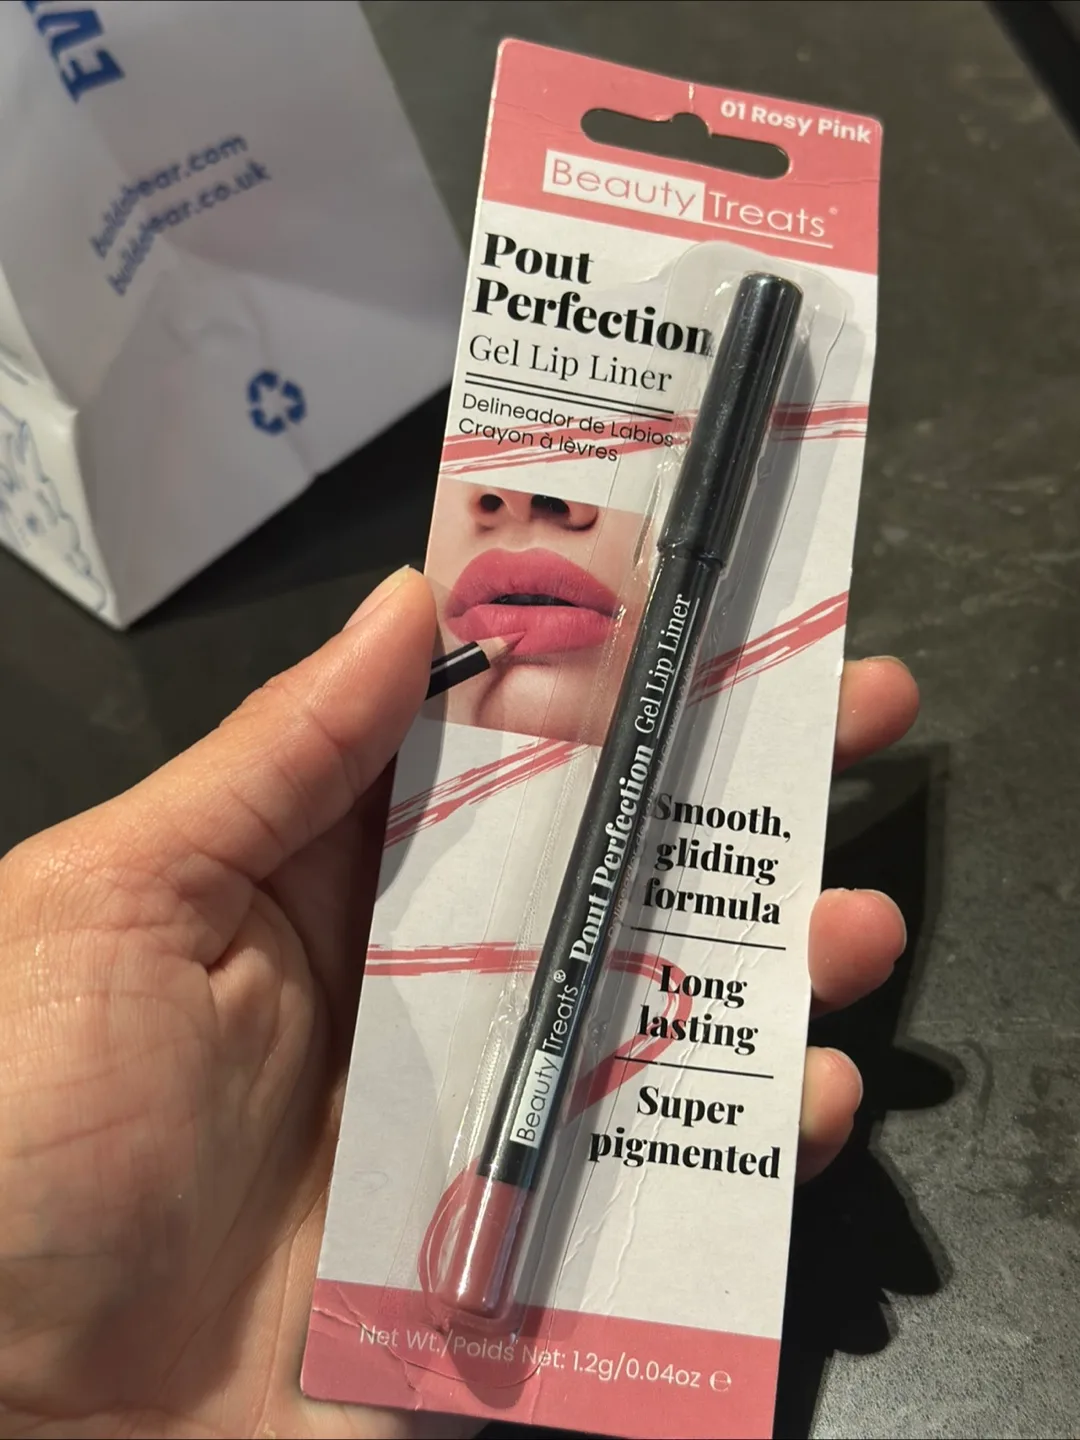 buildabear.com
buildabear.co.uk
01 Rosy Pink
Beauty Treats®
Pout
Perfection
Gel Lip Liner
Delineador de Labios
Crayon à lèvres
Beauty Treats® Pout Perfection Gel Lip Liner
Smooth,
gliding
formula
Long
lasting
Super
pigmented
Net Wt./Poids Net: 1.2g/0.04oz ℮